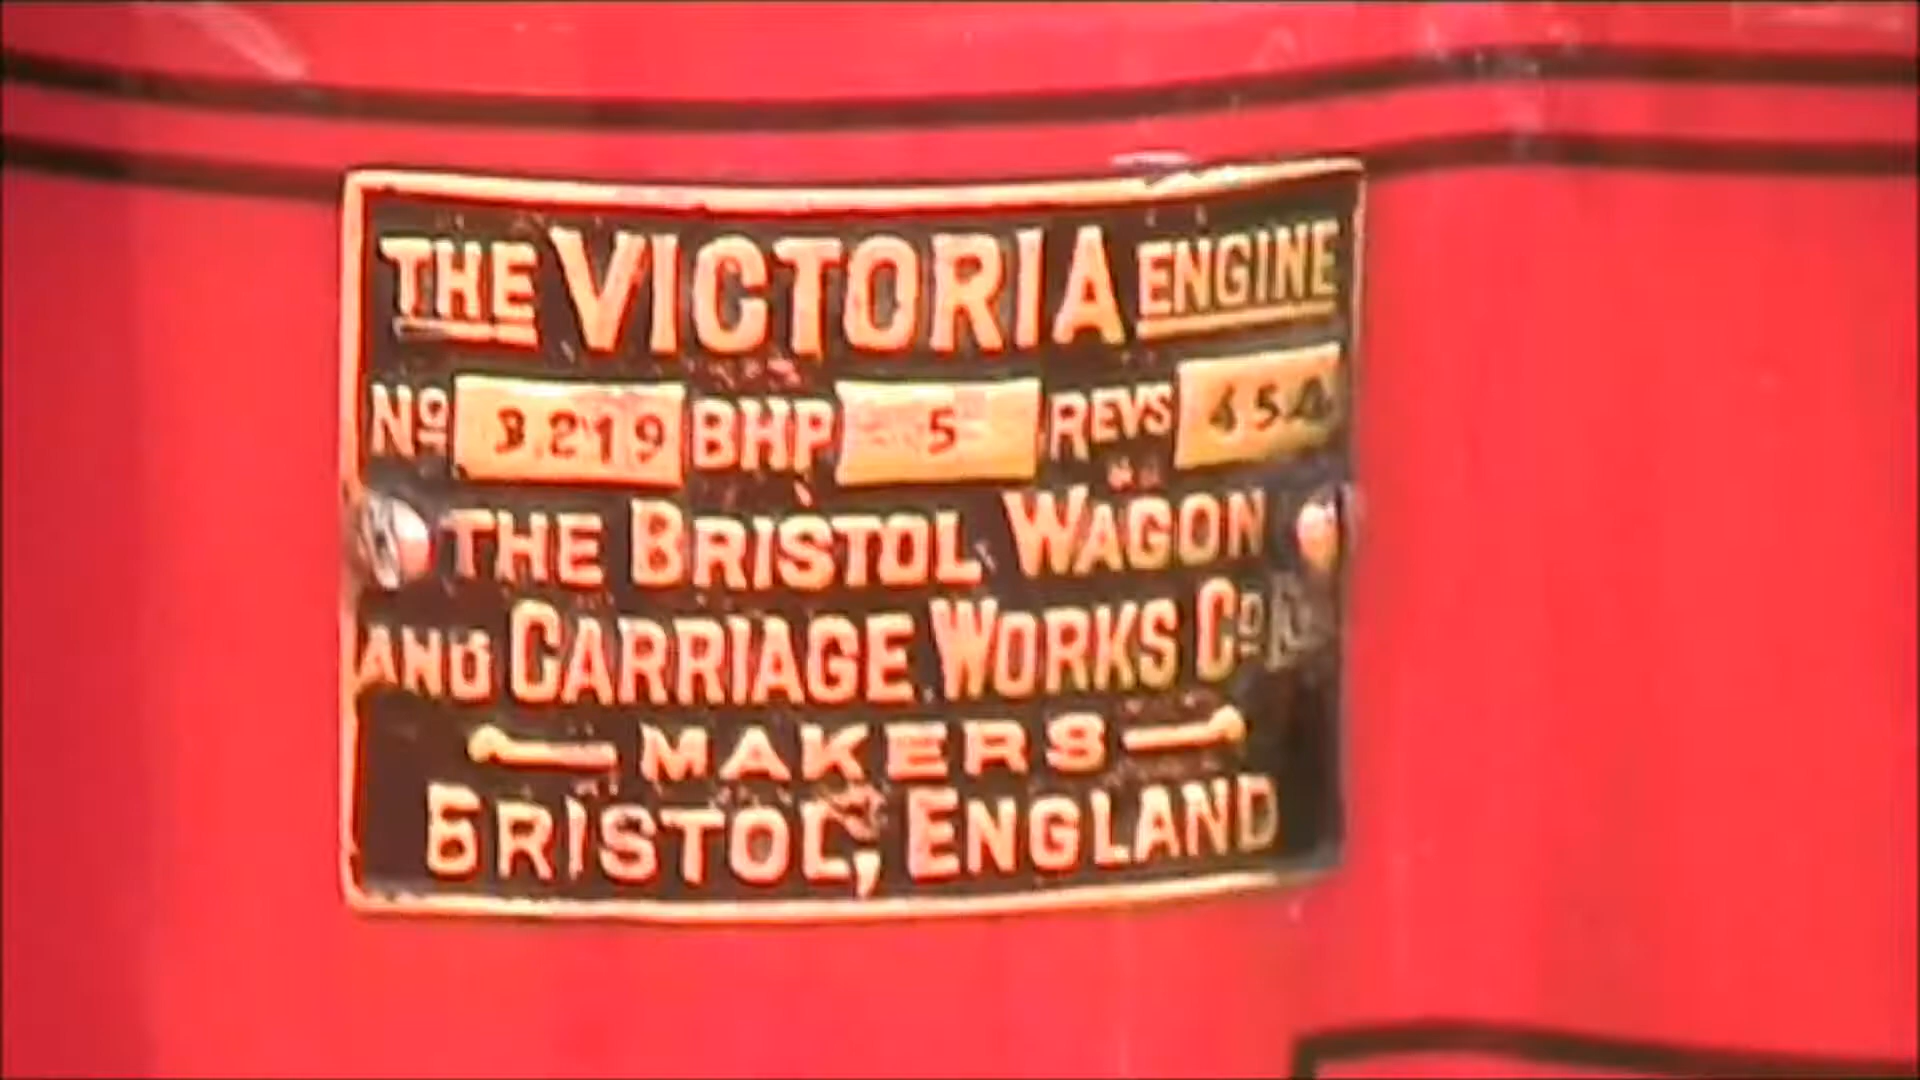 THE VICTORIA ENGINE
Nº 3219 BHP 5 REVS 454
THE BRISTOL WAGON
AND CARRIAGE WORKS Cº
MAKERS
BRISTOL, ENGLAND